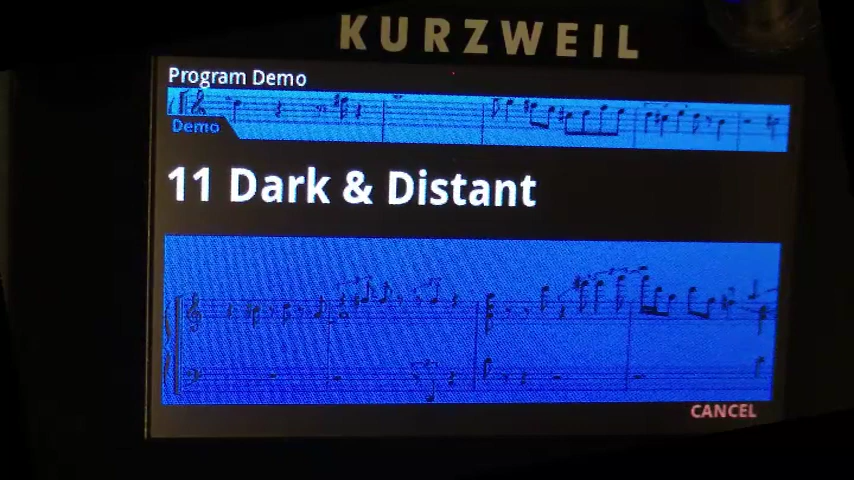 KURZWEIL
Program Demo
Demo
11 Dark & Distant
CANCEL